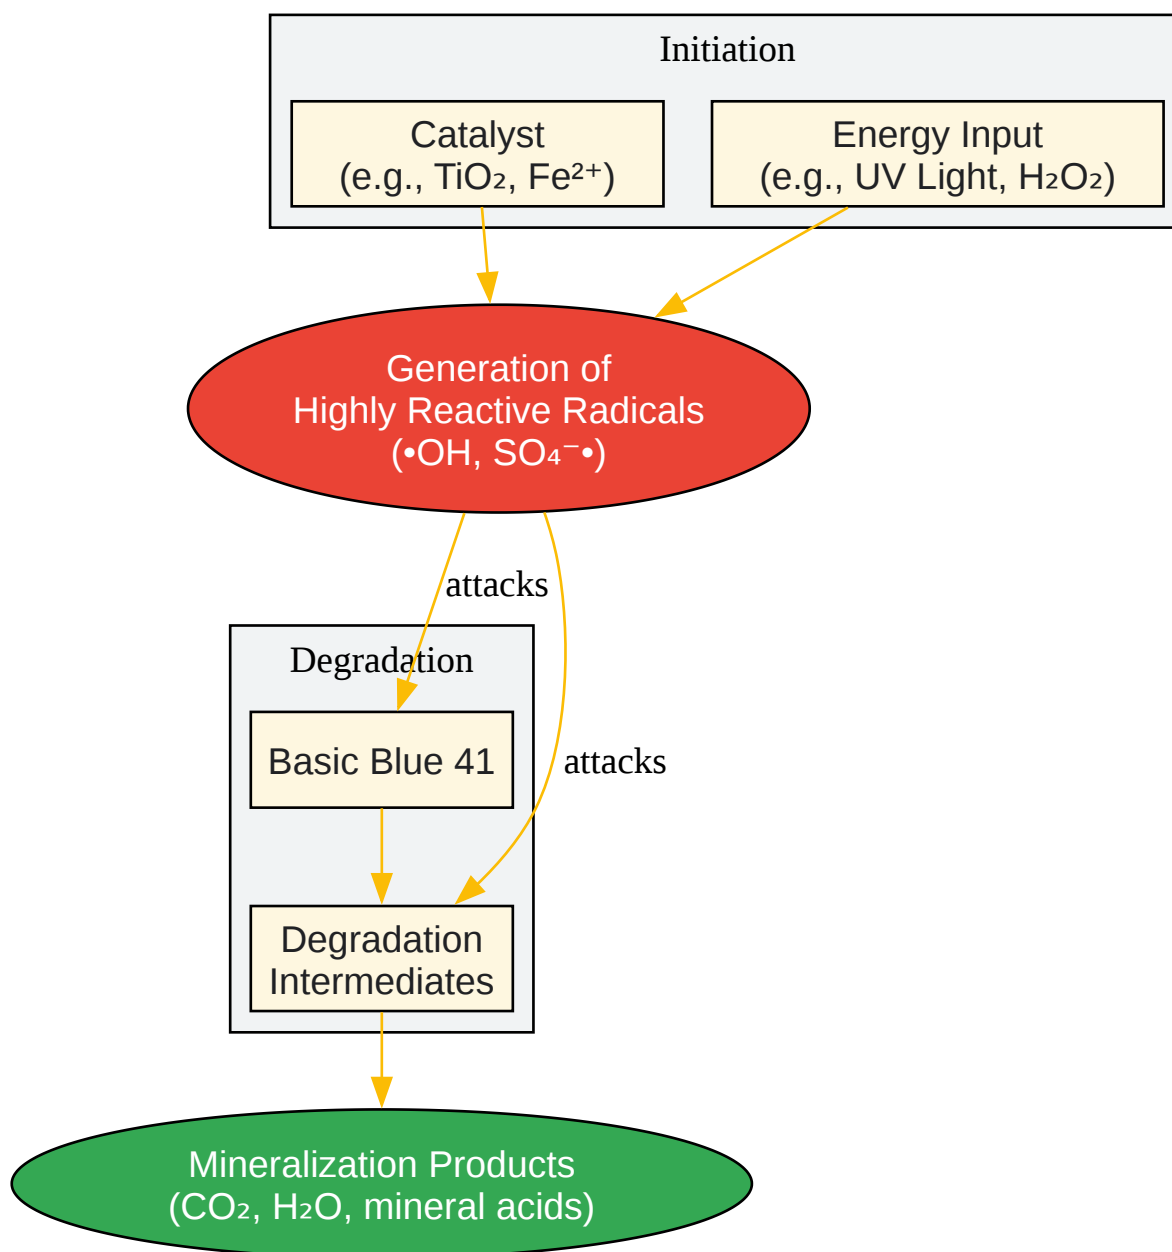 Initiation
Catalyst
(e.g., TiO₂, Fe²⁺)
Energy Input
(e.g., UV Light, H₂O₂)
Generation of
Highly Reactive Radicals
(•OH, SO₄⁻•)
attacks
Degradation
Basic Blue 41
attacks
Degradation
Intermediates
Mineralization Products
(CO₂, H₂O, mineral acids)